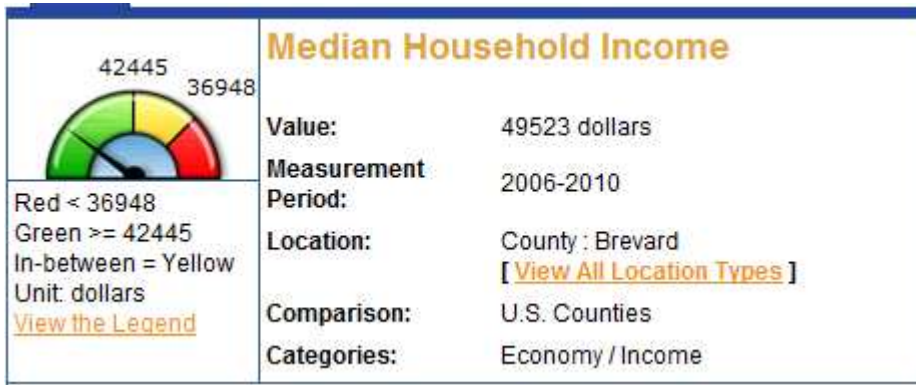 42445
36948
Red < 36948
Green >= 42445
In-between = Yellow
Unit: dollars
View the Legend
Median Household Income
Value: 49523 dollars
Measurement
Period: 2006-2010
Location: County : Brevard
[ View All Location Types ]
Comparison: U.S. Counties
Categories: Economy / Income